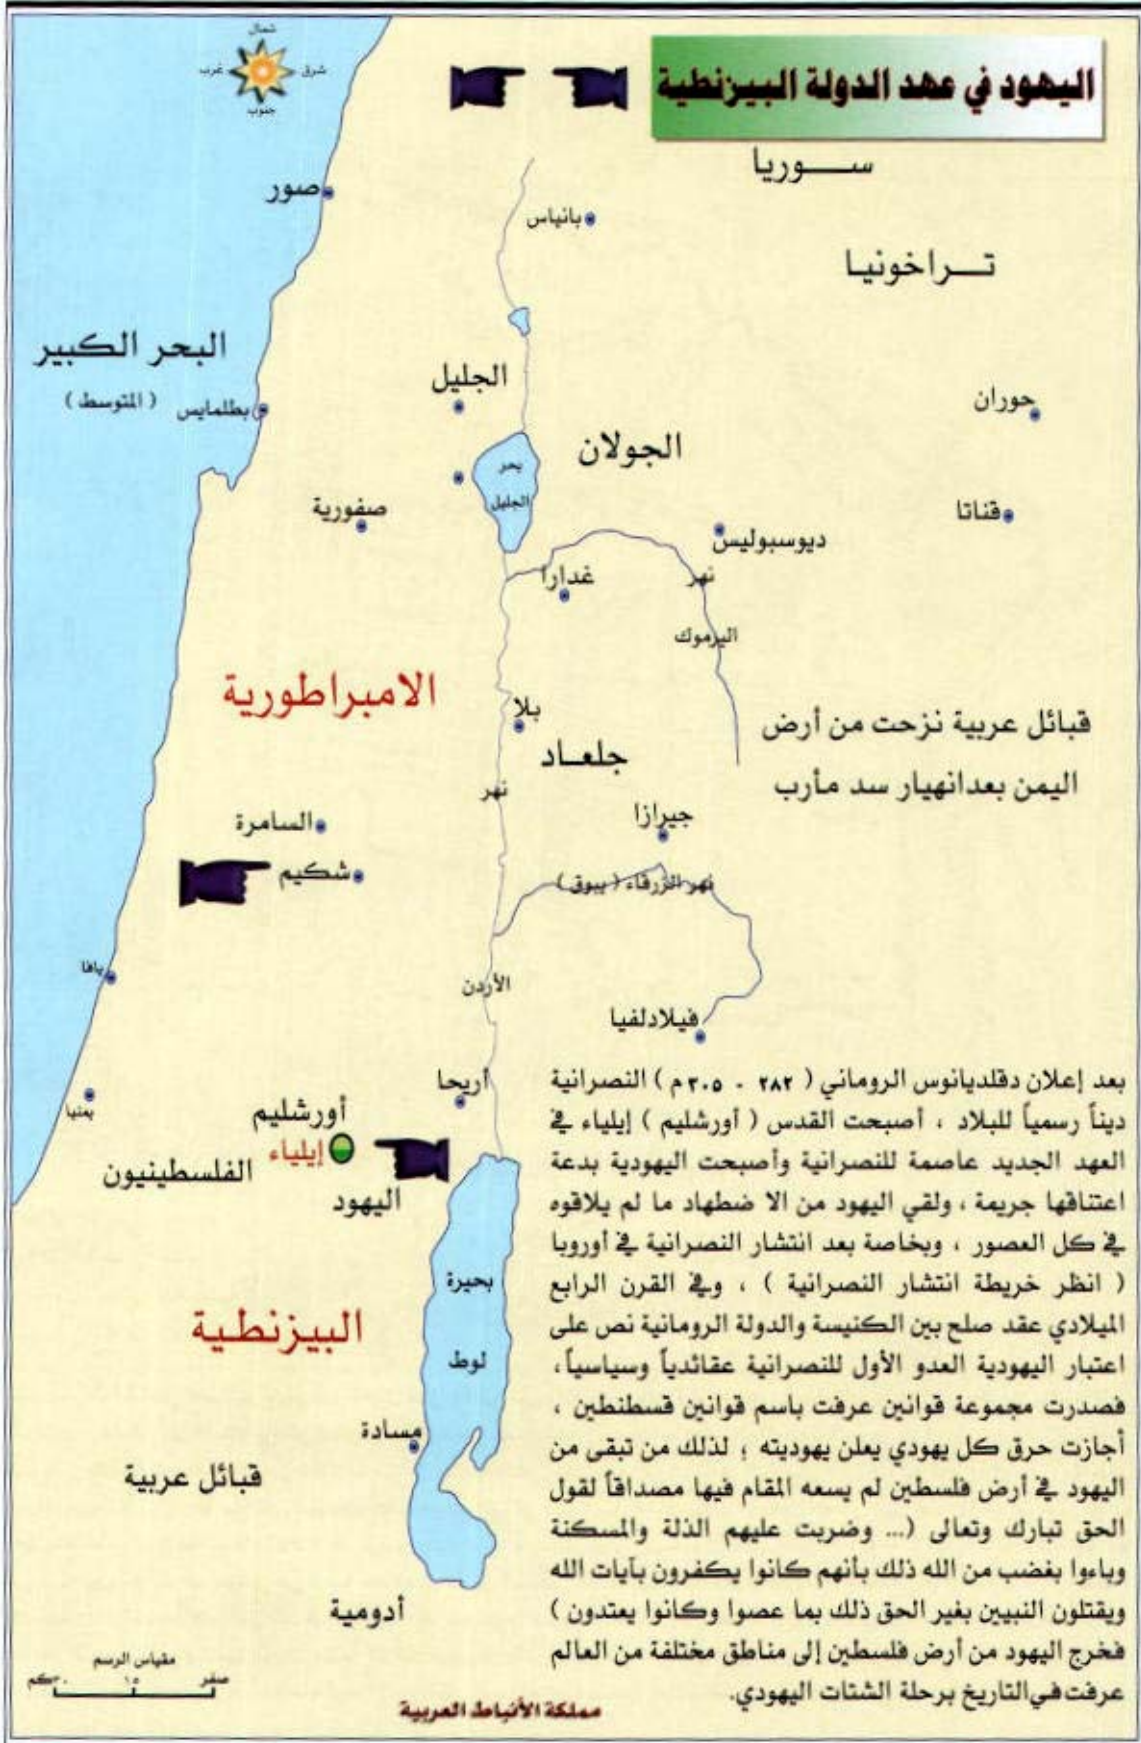 اليهود في عهد الدولة البيزنطية
شمال
شرق
غرب
جنوب
ســـوريا
صور
بانياس
تـــراخونيا
البحر الكبير
( المتوسط )
بطلمايس
الجليل
حوران
الجولان
بحر
الجليل
صفورية
قناتا
ديوسبوليس
غدارا
نهر
اليرموك
الامبراطورية
بلا
قبائل عربية نزحت من أرض
اليمن بعدانهيار سد مأرب
جلعـاد
نهر
جيرازا
السامرة
شكيم
نهر الزرقاء ( يبوق )
يافا
الأردن
فيلادلفيا
أريحا
يمنيا
أورشليم
إيلياء
الفلسطينيون
اليهود
بحيرة
لوط
البيزنطية
مسادة
قبائل عربية
أدومية
بعد إعلان دقلديانوس الروماني ( ٢٨٢ - ٣٠٥ م ) النصرانية
ديناً رسمياً للبلاد ، أصبحت القدس ( أورشليم ) إيلياء في
العهد الجديد عاصمة للنصرانية وأصبحت اليهودية بدعة
اعتناقها جريمة ، ولقي اليهود من الا ضطهاد ما لم يلاقوه
في كل العصور ، وبخاصة بعد انتشار النصرانية في أوروبا
( انظر خريطة انتشار النصرانية ) ، وفي القرن الرابع
الميلادي عقد صلح بين الكنيسة والدولة الرومانية نص على
اعتبار اليهودية العدو الأول للنصرانية عقائدياً وسياسياً،
فصدرت مجموعة قوانين عرفت باسم قوانين قسطنطين ،
أجازت حرق كل يهودي يعلن يهوديته ؛ لذلك من تبقى من
اليهود في أرض فلسطين لم يسعه المقام فيها مصداقاً لقول
الحق تبارك وتعالى (... وضربت عليهم الذلة والمسكنة
وباءوا بغضب من الله ذلك بأنهم كانوا يكفرون بآيات الله
ويقتلون النبيين بغير الحق ذلك بما عصوا وكانوا يعتدون )
فخرج اليهود من أرض فلسطين إلى مناطق مختلفة من العالم
عرفت في التاريخ برحلة الشتات اليهودي.
مقياس الرسم
صفر ١٥ كم
مملكة الأنباط العربية